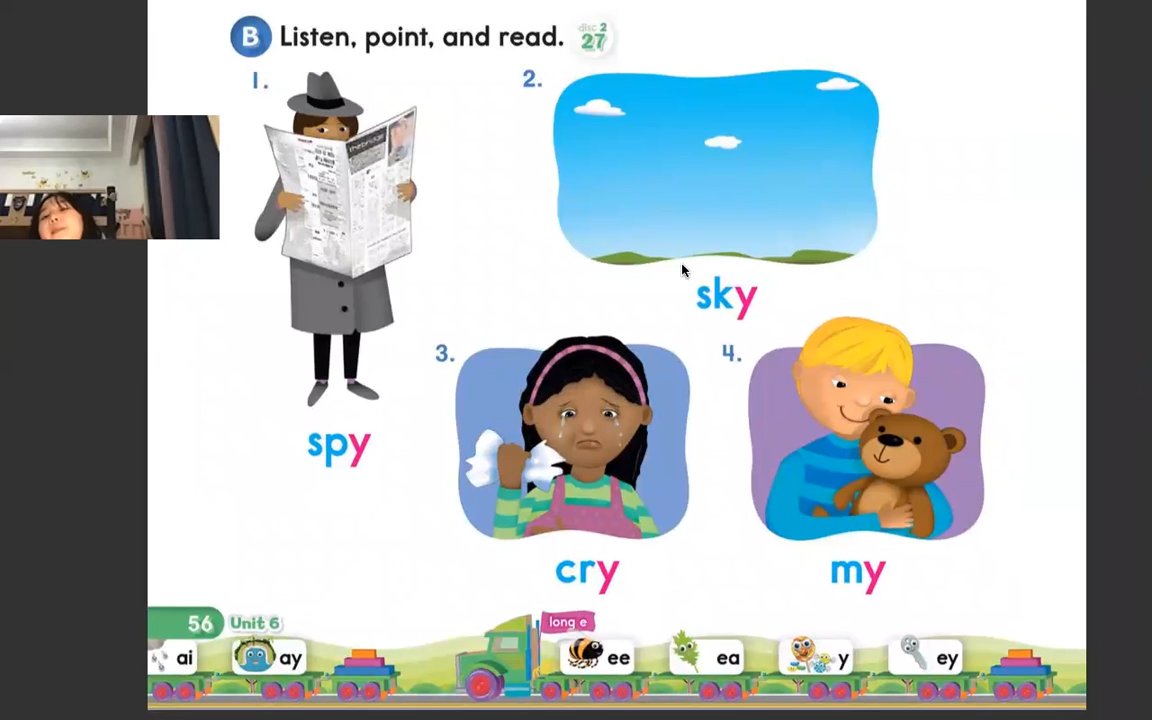 B Listen, point, and read. disc 2 27
1.
2.
sky
spy
3.
4.
cry
my
56 Unit 6
long e
ai
ay
ee
ea
y
ey